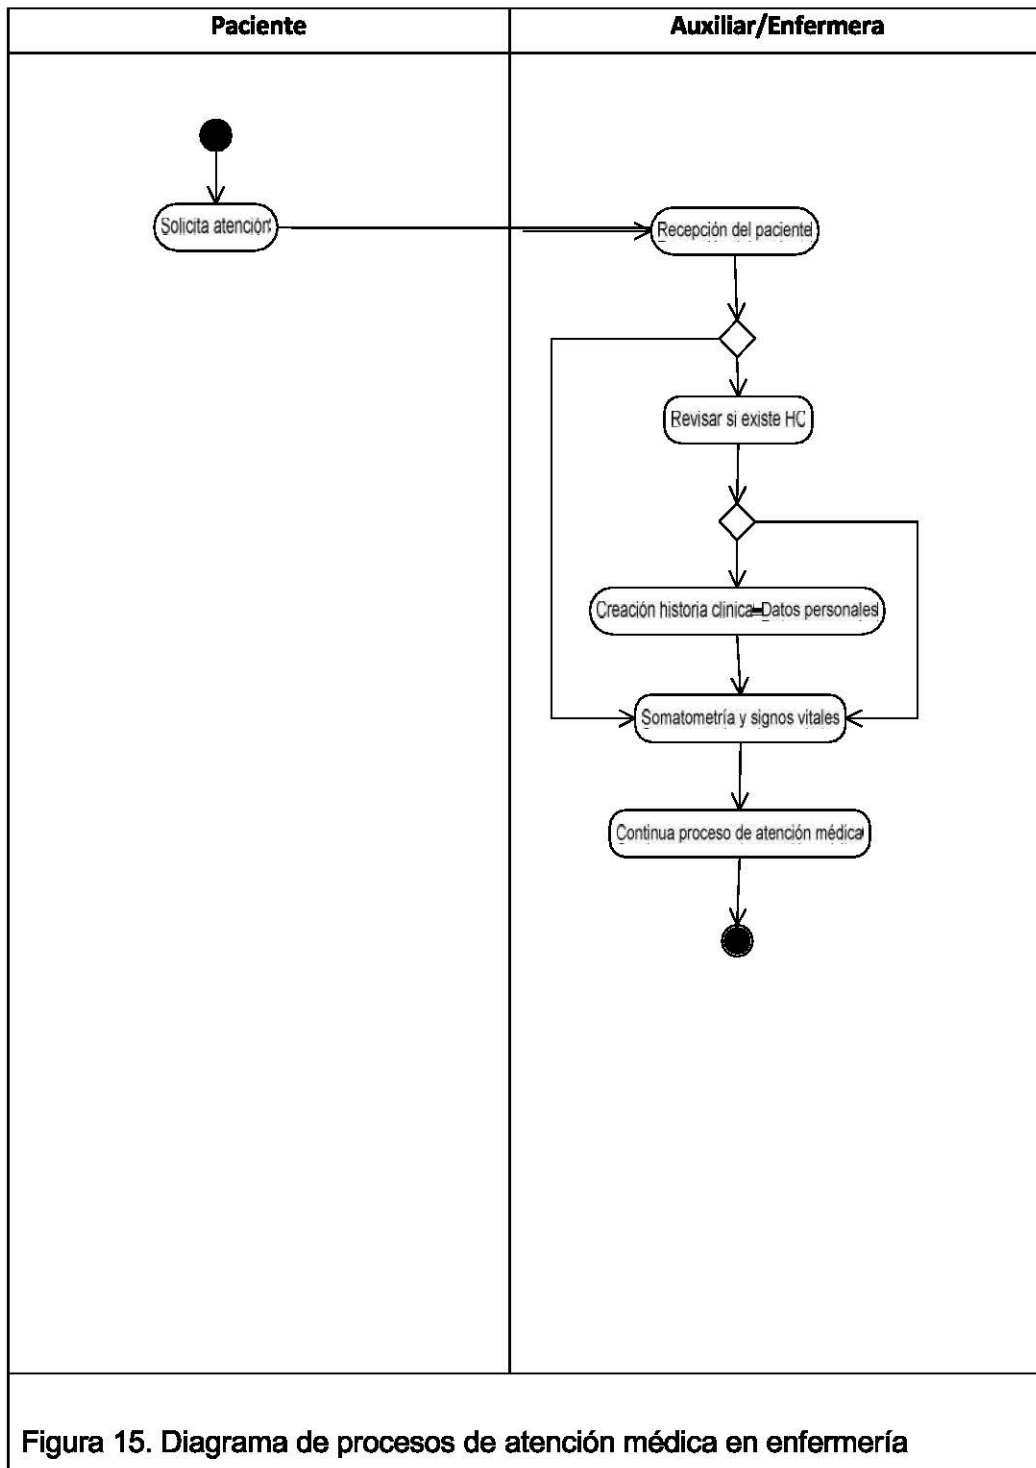 Paciente
Auxiliar/Enfermera
Solicita atención
Recepción del paciente
Revisar si existe HC
Creación historia clinica-Datos personales
Somatometría y signos vitales
Continua proceso de atención médica
Figura 15. Diagrama de procesos de atención médica en enfermería